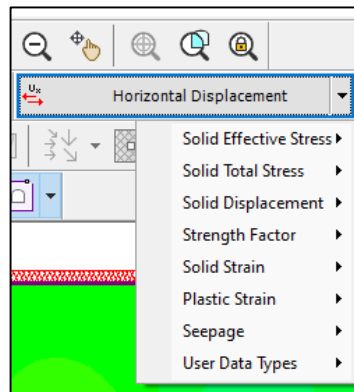 Ux
Horizontal Displacement
Solid Effective Stress
Solid Total Stress
Solid Displacement
Strength Factor
Solid Strain
Plastic Strain
Seepage
User Data Types